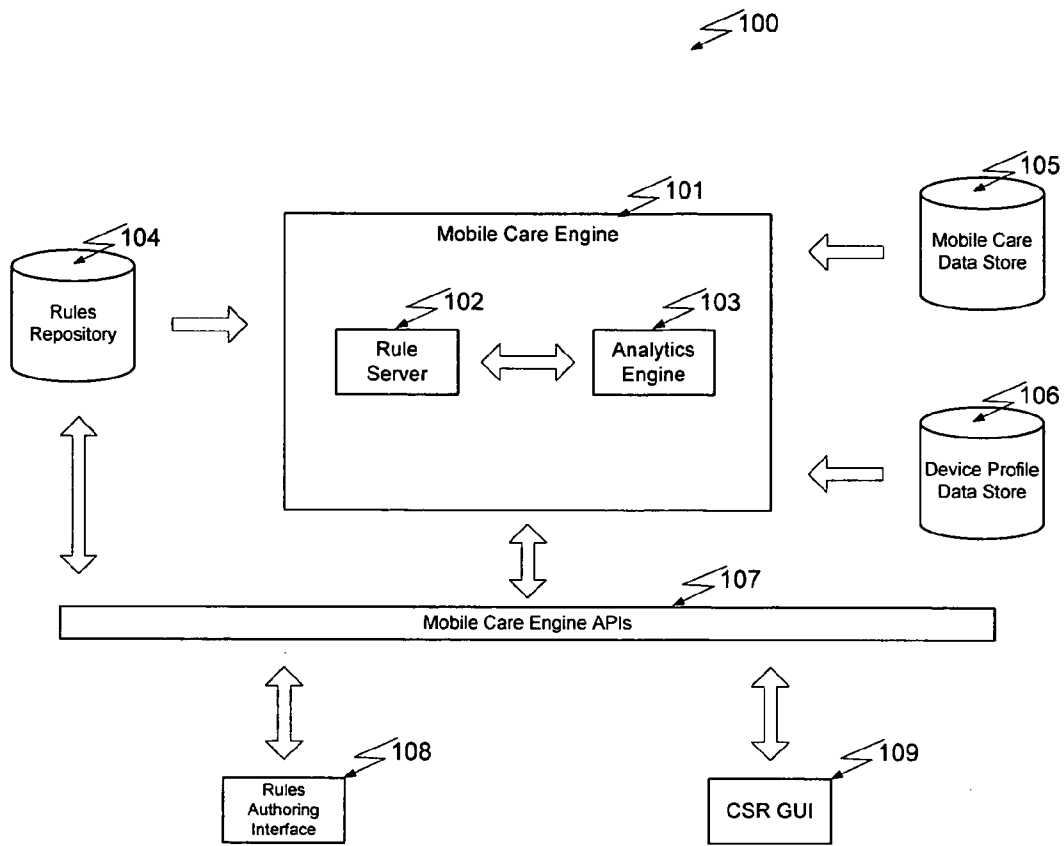 100
101
105
Mobile Care Engine
104
Mobile Care
Data Store
102
103
Rules
Repository
Rule
Server
Analytics
Engine
106
Device Profile
Data Store
107
Mobile Care Engine APIs
108
109
Rules
Authoring
Interface
CSR GUI